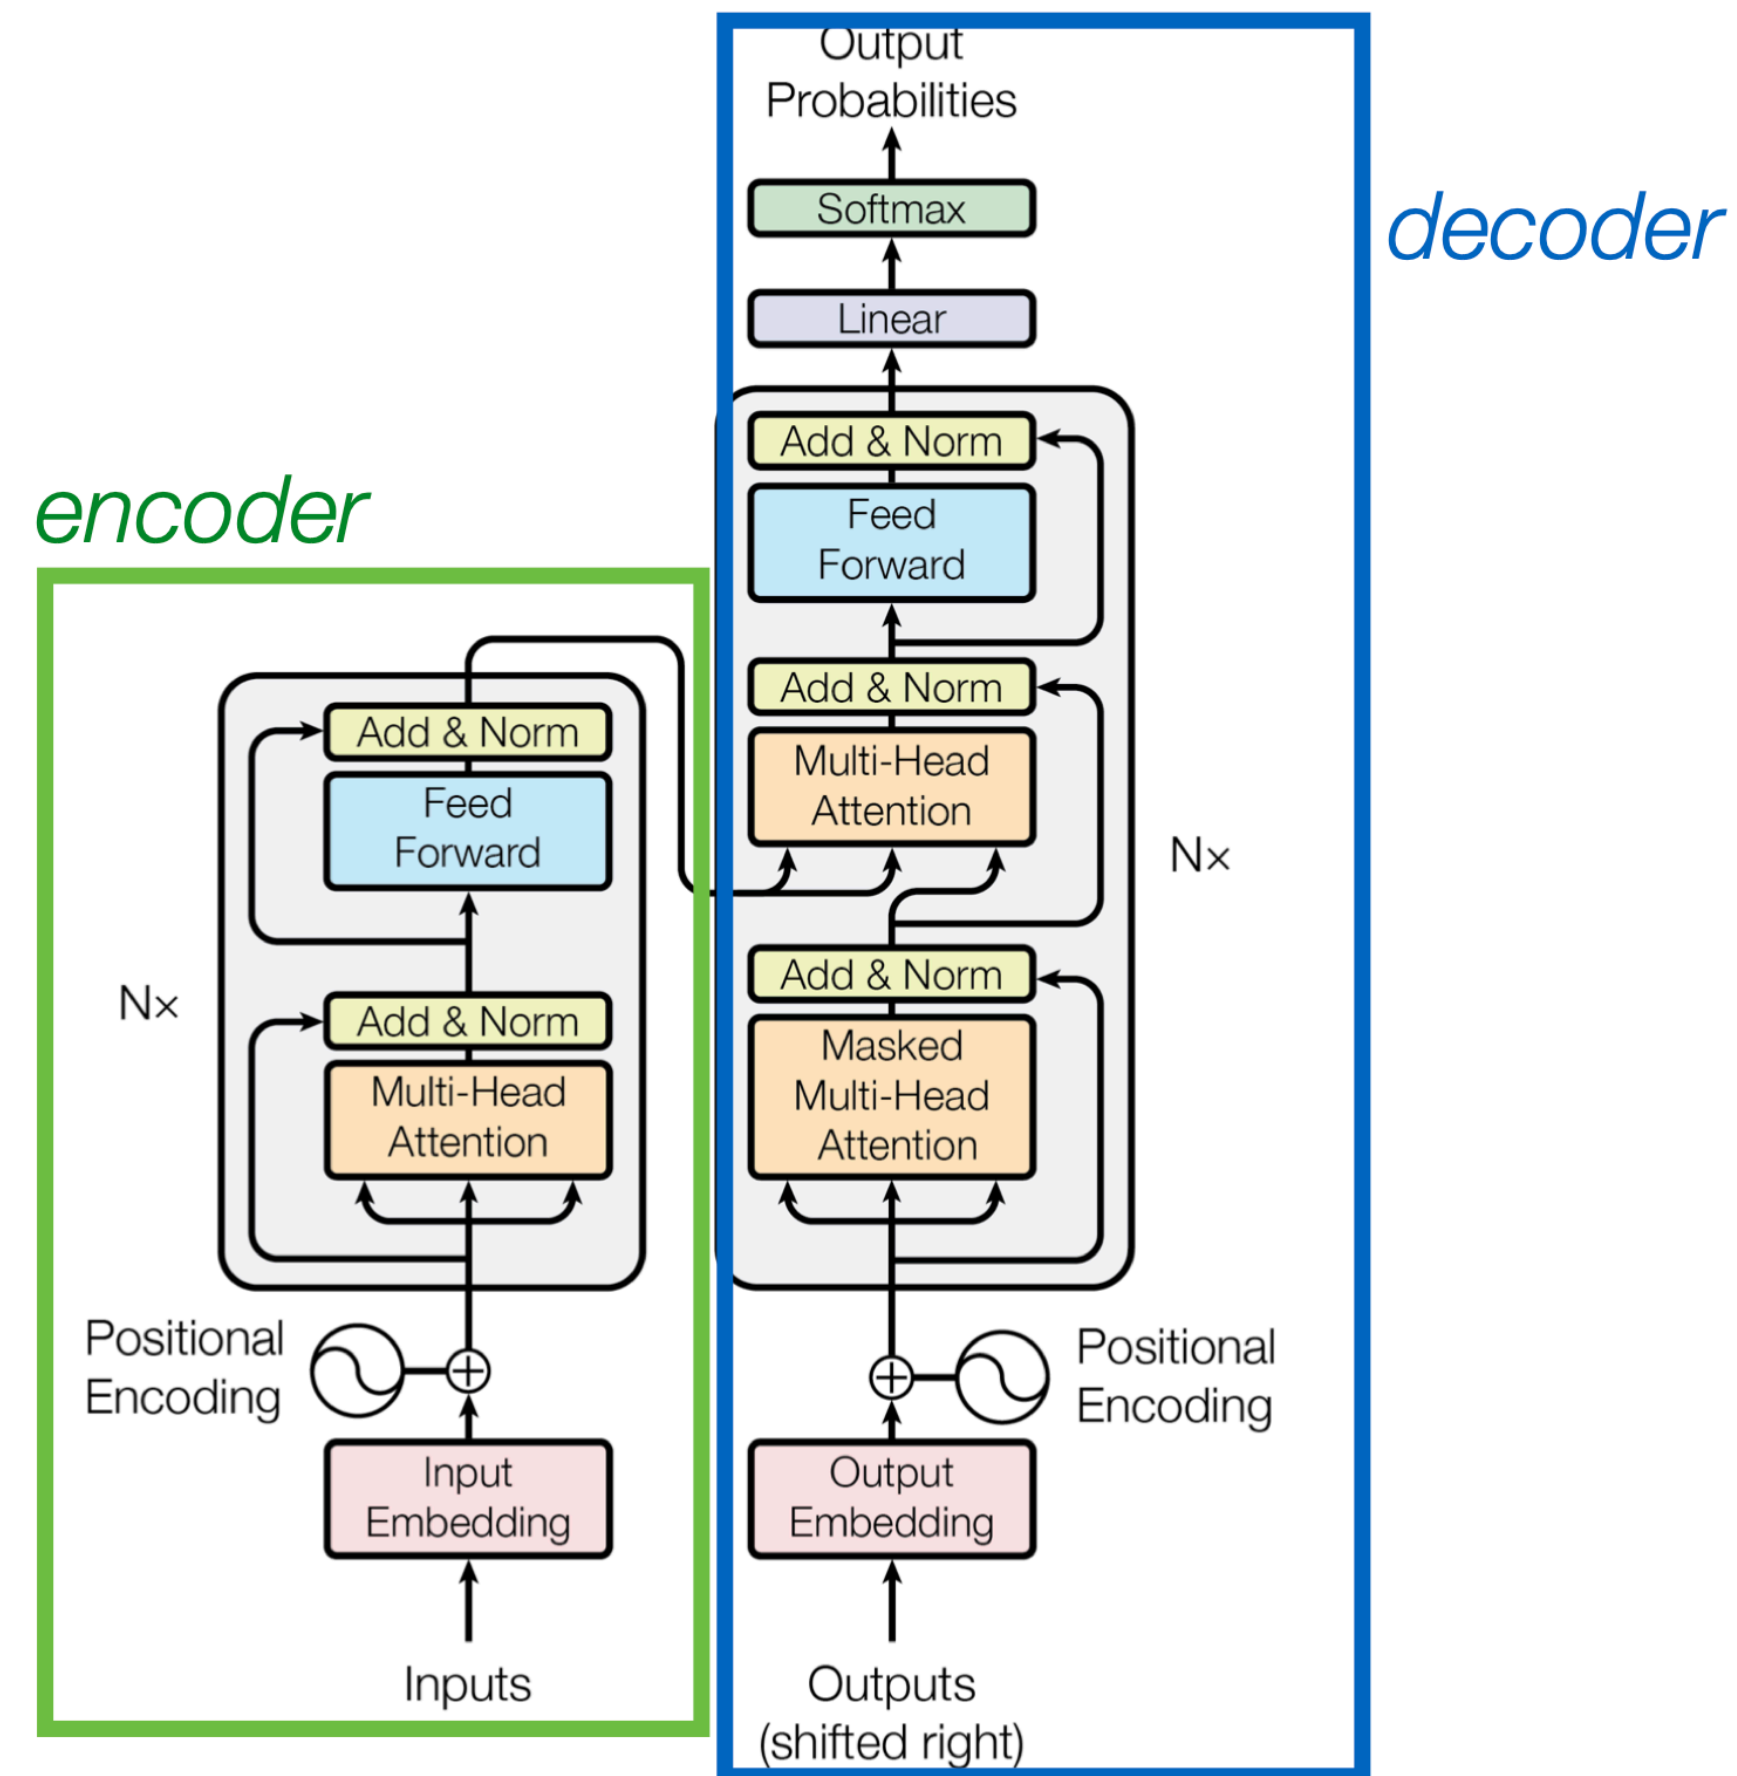 encoder
Add & Norm
Feed
Forward
Add & Norm
Multi-Head
Attention
Nx
Positional
Encoding
Input
Embedding
Inputs
decoder
Output
Probabilities
Softmax
Linear
Add & Norm
Feed
Forward
Add & Norm
Multi-Head
Attention
Nx
Add & Norm
Masked
Multi-Head
Attention
Positional
Encoding
Output
Embedding
Outputs
(shifted right)